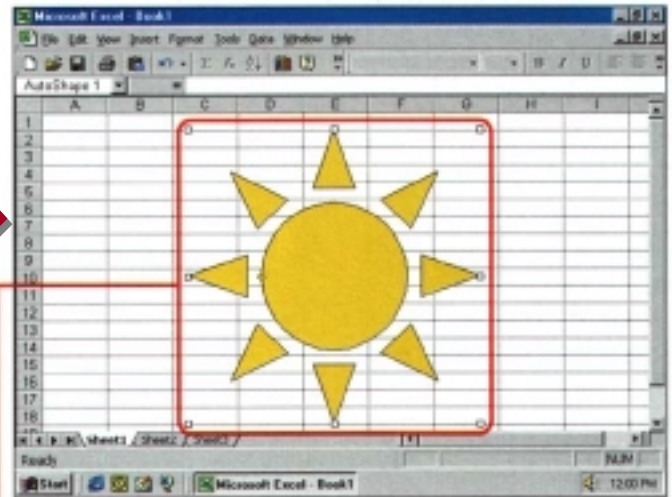 Microsoft Excel - Book1
File Edit View Insert Format Tools Data Window Help
B I U
AutoShape 1 =
A B C D E F G H I
1
2
3
4
5
6
7
8
9
10
11
12
13
14
15
16
17
18
Sheet1 / Sheet2 / Sheet3 /
Ready NUM
Start Microsoft Excel - Book1 12:00 PM